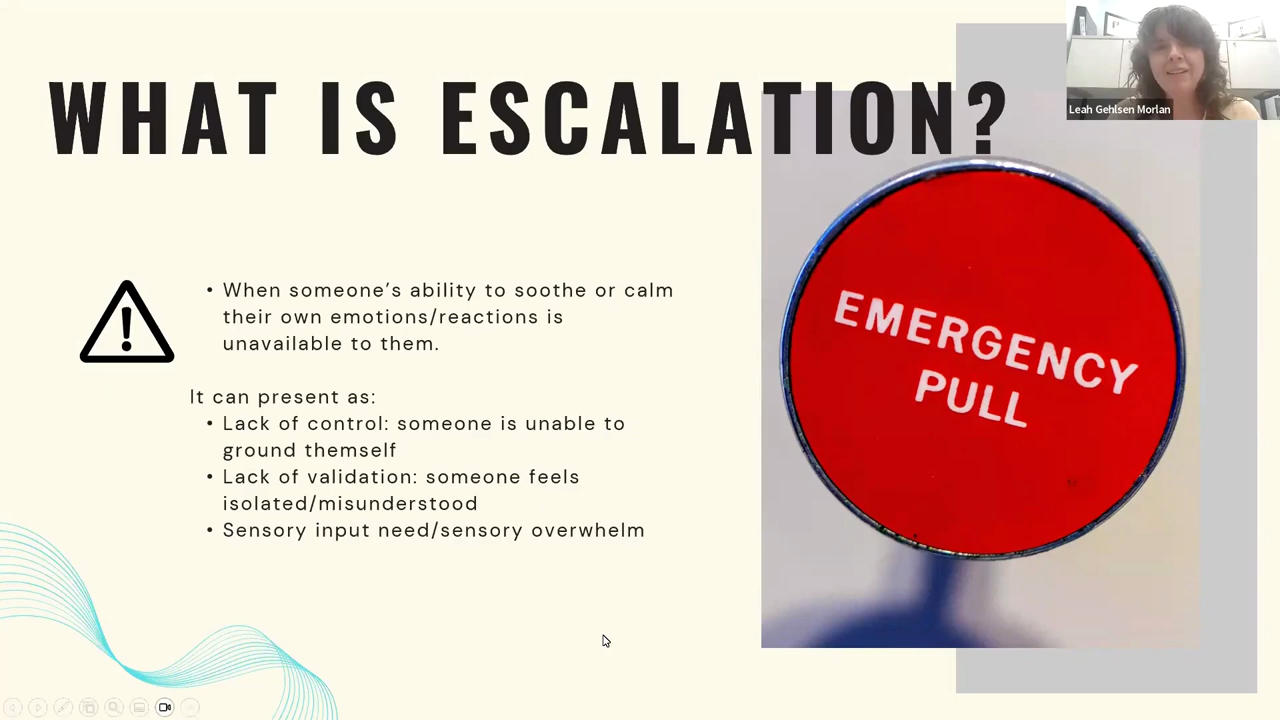 WHAT IS ESCALATION?
Leah Gehlsen Morlan
• When someone’s ability to soothe or calm
their own emotions/reactions is
unavailable to them.
It can present as:
• Lack of control: someone is unable to
ground themself
• Lack of validation: someone feels
isolated/misunderstood
• Sensory input need/sensory overwhelm
EMERGENCY
PULL